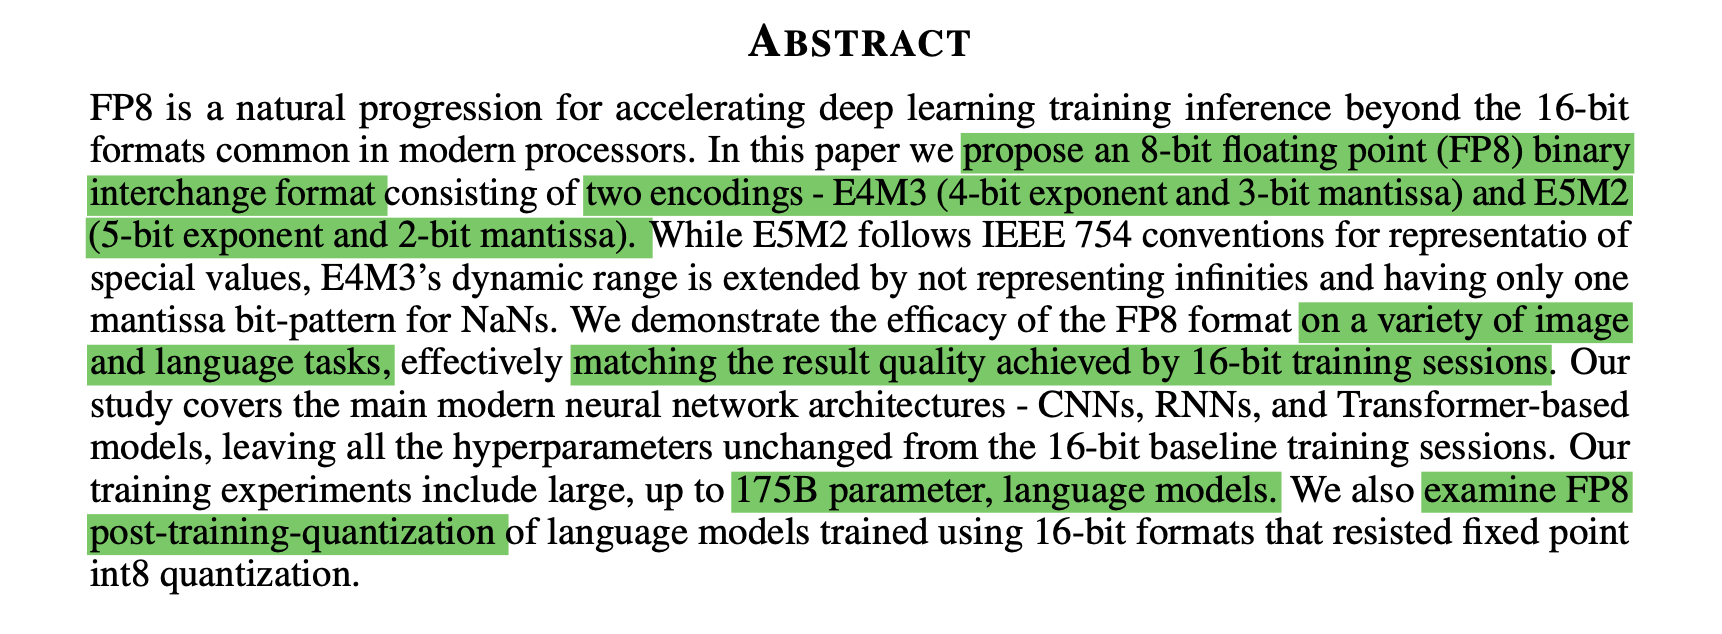 ABSTRACT
FP8 is a natural progression for accelerating deep learning training inference beyond the 16-bit
formats common in modern processors. In this paper we propose an 8-bit floating point (FP8) binary
interchange format consisting of two encodings - E4M3 (4-bit exponent and 3-bit mantissa) and E5M2
(5-bit exponent and 2-bit mantissa). While E5M2 follows IEEE 754 conventions for representatio of
special values, E4M3's dynamic range is extended by not representing infinities and having only one
mantissa bit-pattern for NaNs. We demonstrate the efficacy of the FP8 format on a variety of image
and language tasks, effectively matching the result quality achieved by 16-bit training sessions. Our
study covers the main modern neural network architectures - CNNs, RNNs, and Transformer-based
models, leaving all the hyperparameters unchanged from the 16-bit baseline training sessions. Our
training experiments include large, up to 175B parameter, language models. We also examine FP8
post-training-quantization of language models trained using 16-bit formats that resisted fixed point
int8 quantization.